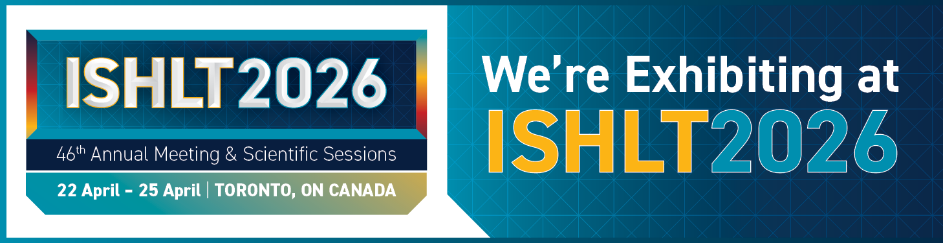 ISHLT2026
46th Annual Meeting & Scientific Sessions
22 April – 25 April | TORONTO, ON CANADA
We're Exhibiting at
ISHLT2026